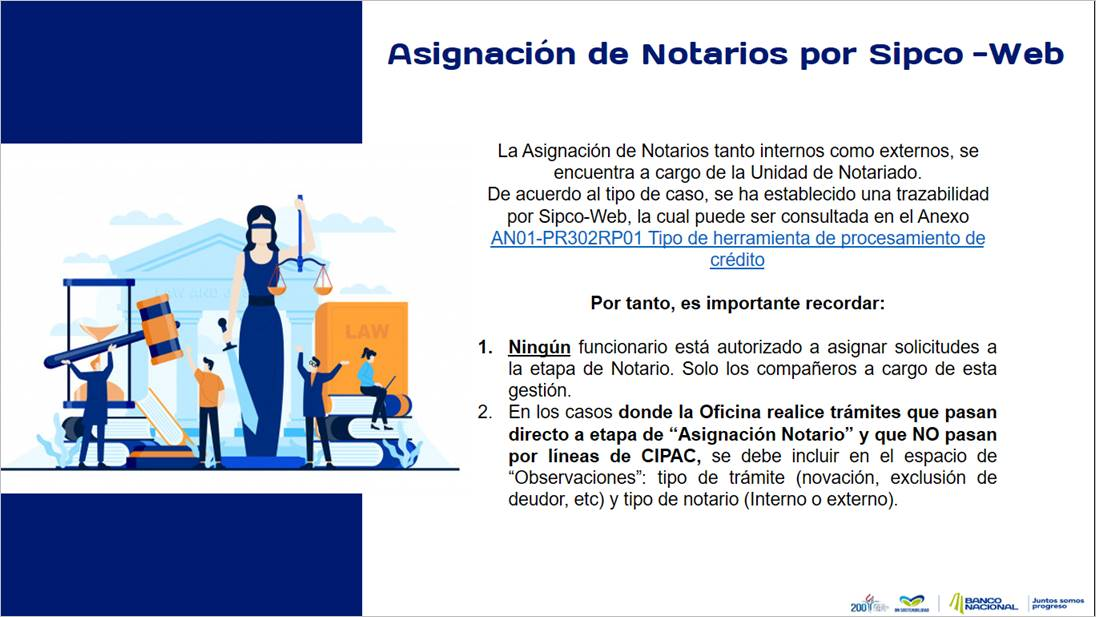 Asignación de Notarios por Sipco –Web
La Asignación de Notarios tanto internos como externos, se
encuentra a cargo de la Unidad de Notariado.
De acuerdo al tipo de caso, se ha establecido una trazabilidad
por Sipco-Web, la cual puede ser consultada en el Anexo
AN01-PR302RP01 Tipo de herramienta de procesamiento de
crédito
Por tanto, es importante recordar:
1. Ningún funcionario está autorizado a asignar solicitudes a
la etapa de Notario. Solo los compañeros a cargo de esta
gestión.
2. En los casos donde la Oficina realice trámites que pasan
directo a etapa de “Asignación Notario” y que NO pasan
por líneas de CIPAC, se debe incluir en el espacio de
“Observaciones”: tipo de trámite (novación, exclusión de
deudor, etc) y tipo de notario (Interno o externo).
LAW
200
BN SOSTENIBILIDAD
BANCO
NACIONAL
Juntos somos
progreso